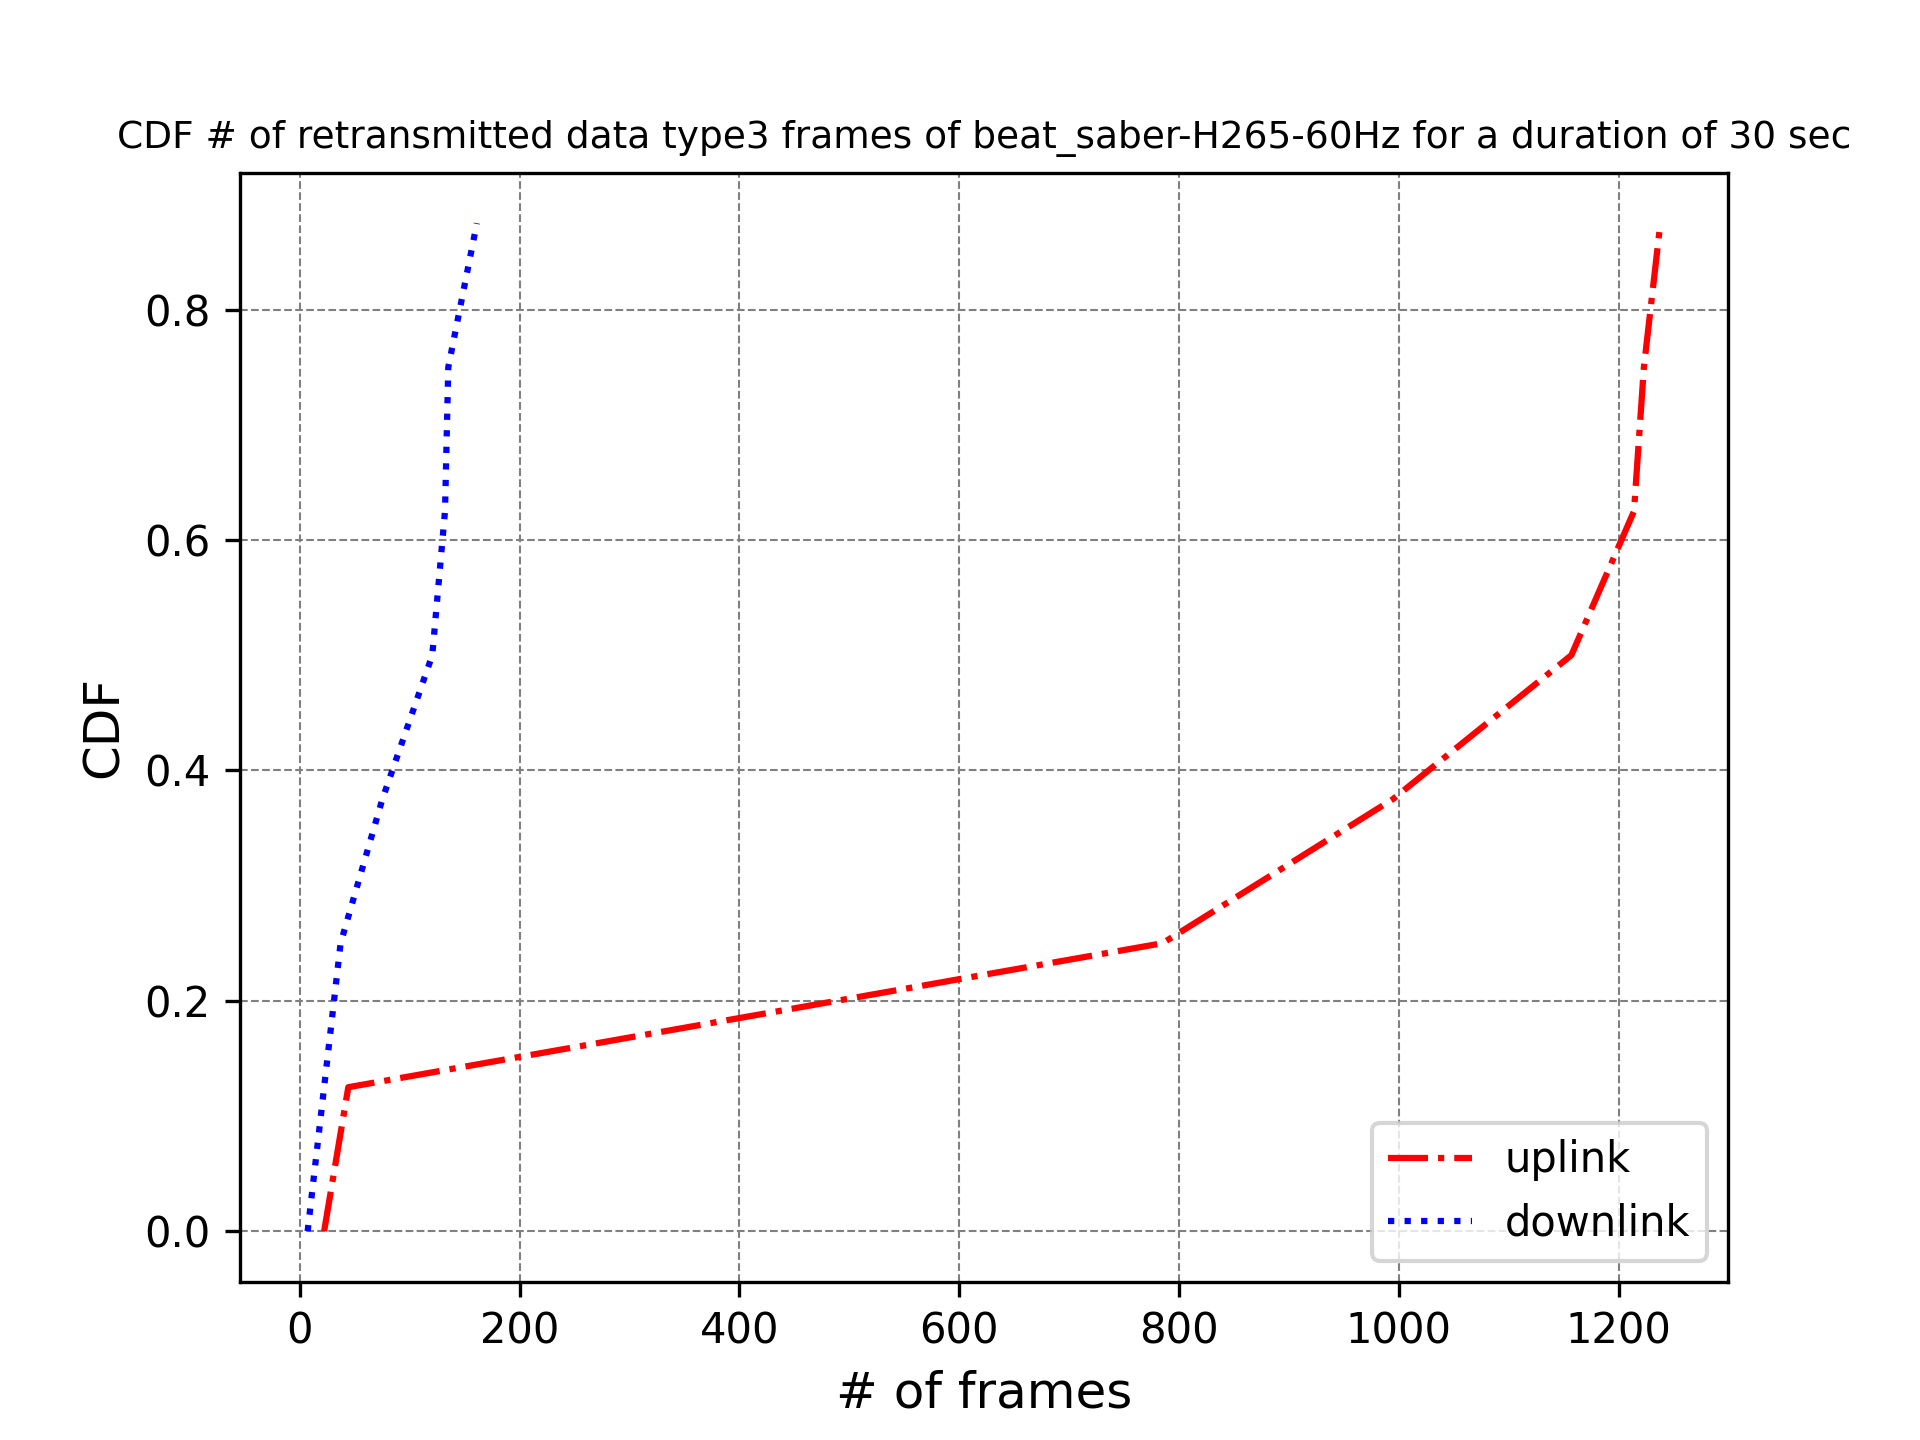 CDF # of retransmitted data type3 frames of beat_saber-H265-60Hz for a duration of 30 sec
CDF
0.8
0.6
0.4
0.2
0.0
0 200 400 600 800 1000 1200
# of frames
uplink
downlink